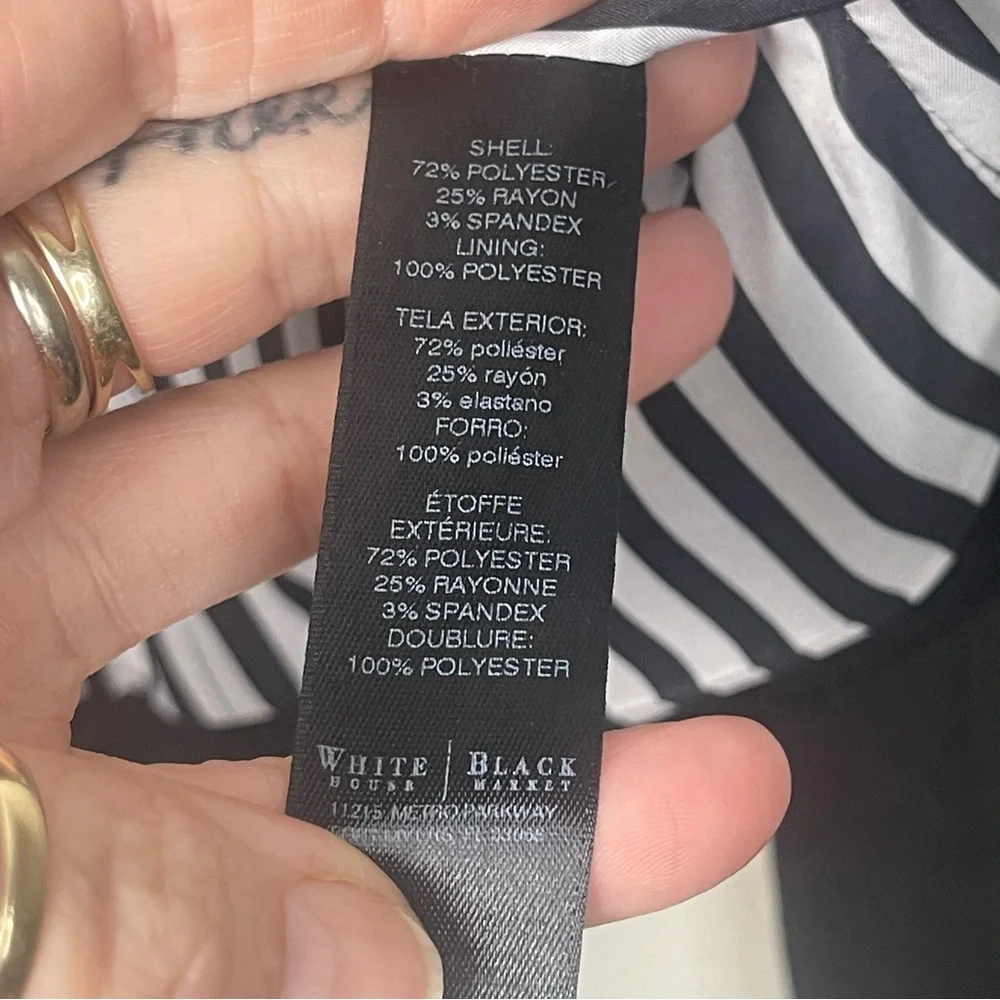 SHELL:
72% POLYESTER
25% RAYON
3% SPANDEX
LINING:
100% POLYESTER
TELA EXTERIOR:
72% poliéster
25% rayón
3% elastano
FORRO:
100% poliéster
ÉTOFFE
EXTÉRIEURE:
72% POLYESTER
25% RAYONNE
3% SPANDEX
DOUBLURE:
100% POLYESTER
WHITE | BLACK
HOUSE MARKET
11215 METRO PARKWAY